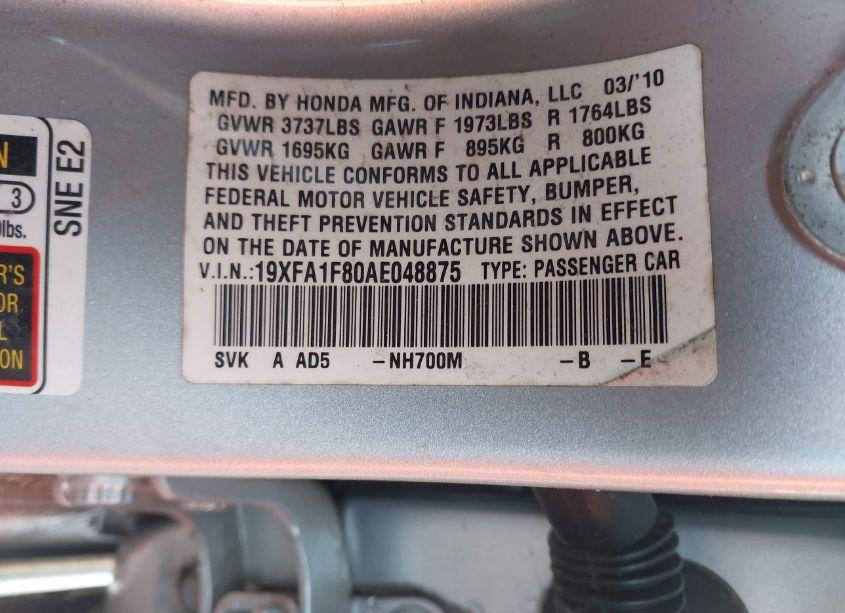 MFD. BY HONDA MFG. OF INDIANA, LLC 03/'10
GVWR 3737LBS GAWR F 1973LBS R 1764LBS
GVWR 1695KG GAWR F 895KG R 800KG
THIS VEHICLE CONFORMS TO ALL APPLICABLE
FEDERAL MOTOR VEHICLE SAFETY, BUMPER,
AND THEFT PREVENTION STANDARDS IN EFFECT
ON THE DATE OF MANUFACTURE SHOWN ABOVE.
V.I.N.:19XFA1F80AE048875 TYPE: PASSENGER CAR
SVK A AD5 -NH700M -B -E
SNE E2
N
3
lbs.
R'S
OR
L
ION